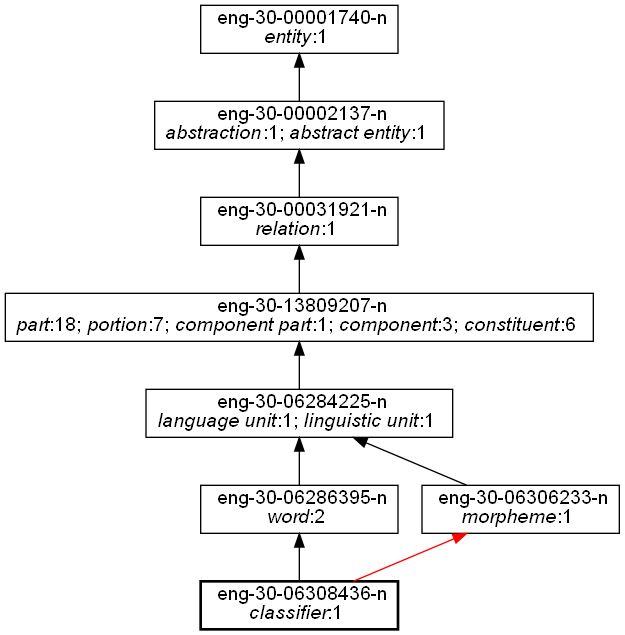 eng-30-00001740-n
entity:1
eng-30-00002137-n
abstraction:1; abstract entity:1
eng-30-00031921-n
relation:1
eng-30-13809207-n
part:18; portion:7; component part:1; component:3; constituent:6
eng-30-06284225-n
language unit:1; linguistic unit:1
eng-30-06286395-n
word:2
eng-30-06306233-n
morpheme:1
eng-30-06308436-n
classifier:1